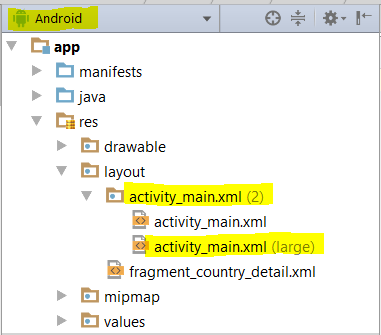 Android
app
manifests
java
res
drawable
layout
activity_main.xml (2)
activity_main.xml
activity_main.xml (large)
fragment_country_detail.xml
mipmap
values